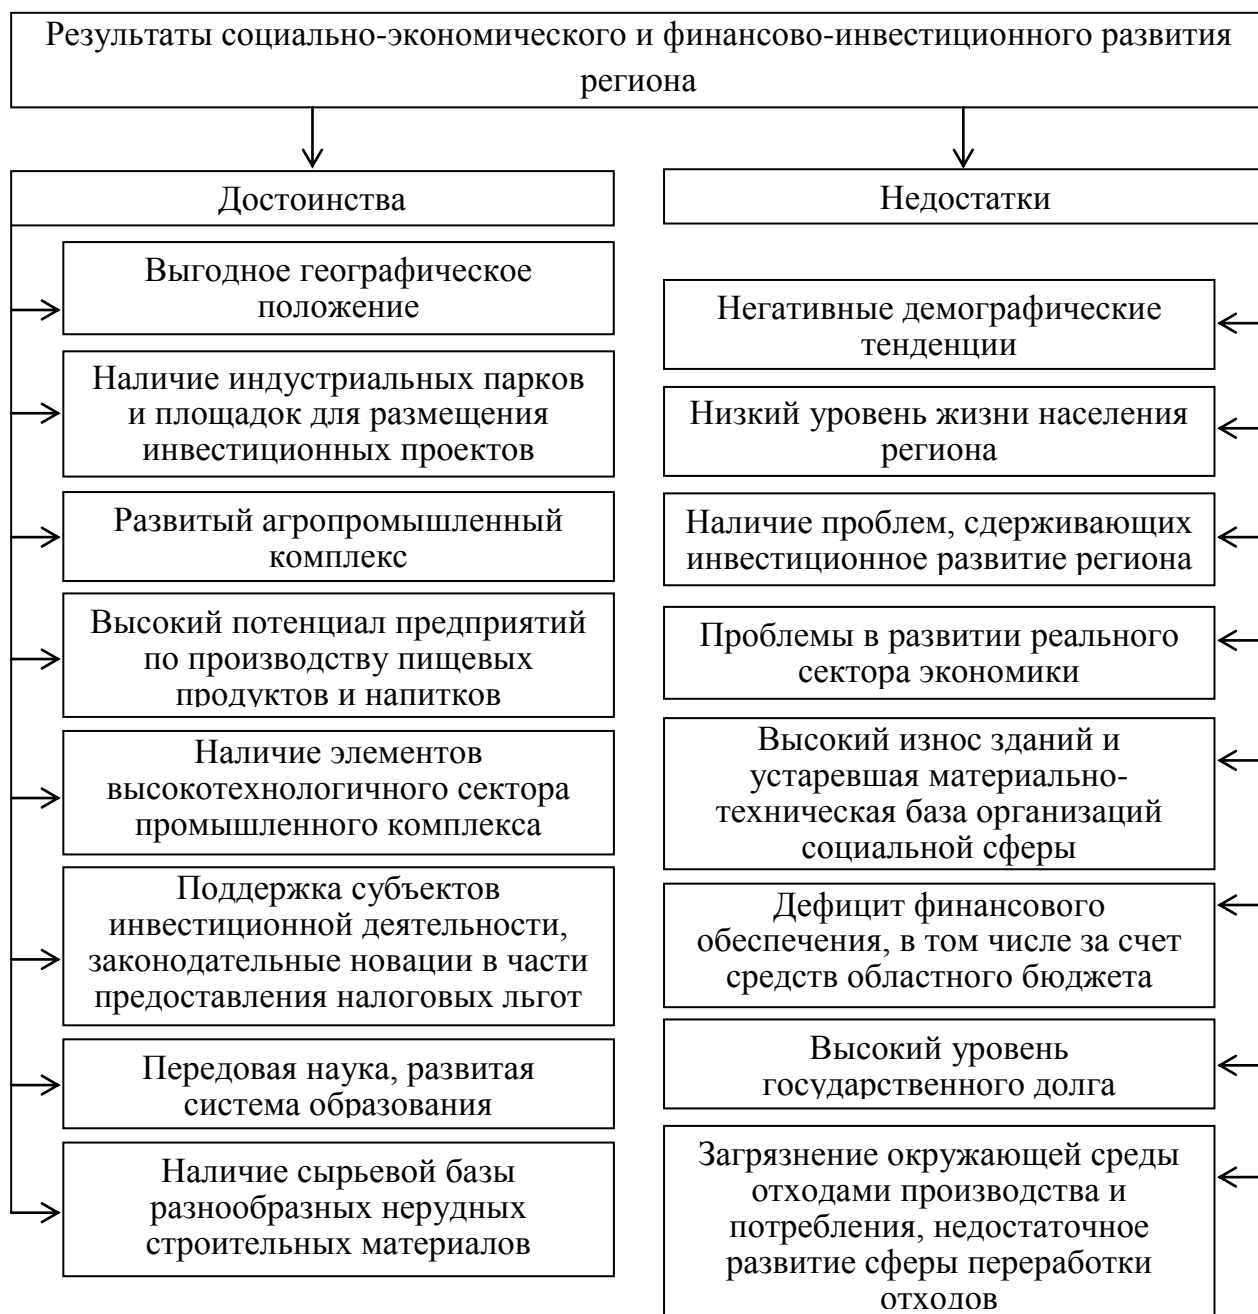 Результаты социально-экономического и финансово-инвестиционного развития
региона
Достоинства
Выгодное географическое
положение
Наличие индустриальных парков
и площадок для размещения
инвестиционных проектов
Развитый агропромышленный
комплекс
Высокий потенциал предприятий
по производству пищевых
продуктов и напитков
Наличие элементов
высокотехнологичного сектора
промышленного комплекса
Поддержка субъектов
инвестиционной деятельности,
законодательные новации в части
предоставления налоговых льгот
Передовая наука, развитая
система образования
Наличие сырьевой базы
разнообразных нерудных
строительных материалов
Недостатки
Негативные демографические
тенденции
Низкий уровень жизни населения
региона
Наличие проблем, сдерживающих
инвестиционное развитие региона
Проблемы в развитии реального
сектора экономики
Высокий износ зданий и
устаревшая материально-
техническая база организаций
социальной сферы
Дефицит финансового
обеспечения, в том числе за счет
средств областного бюджета
Высокий уровень
государственного долга
Загрязнение окружающей среды
отходами производства и
потребления, недостаточное
развитие сферы переработки
отходов